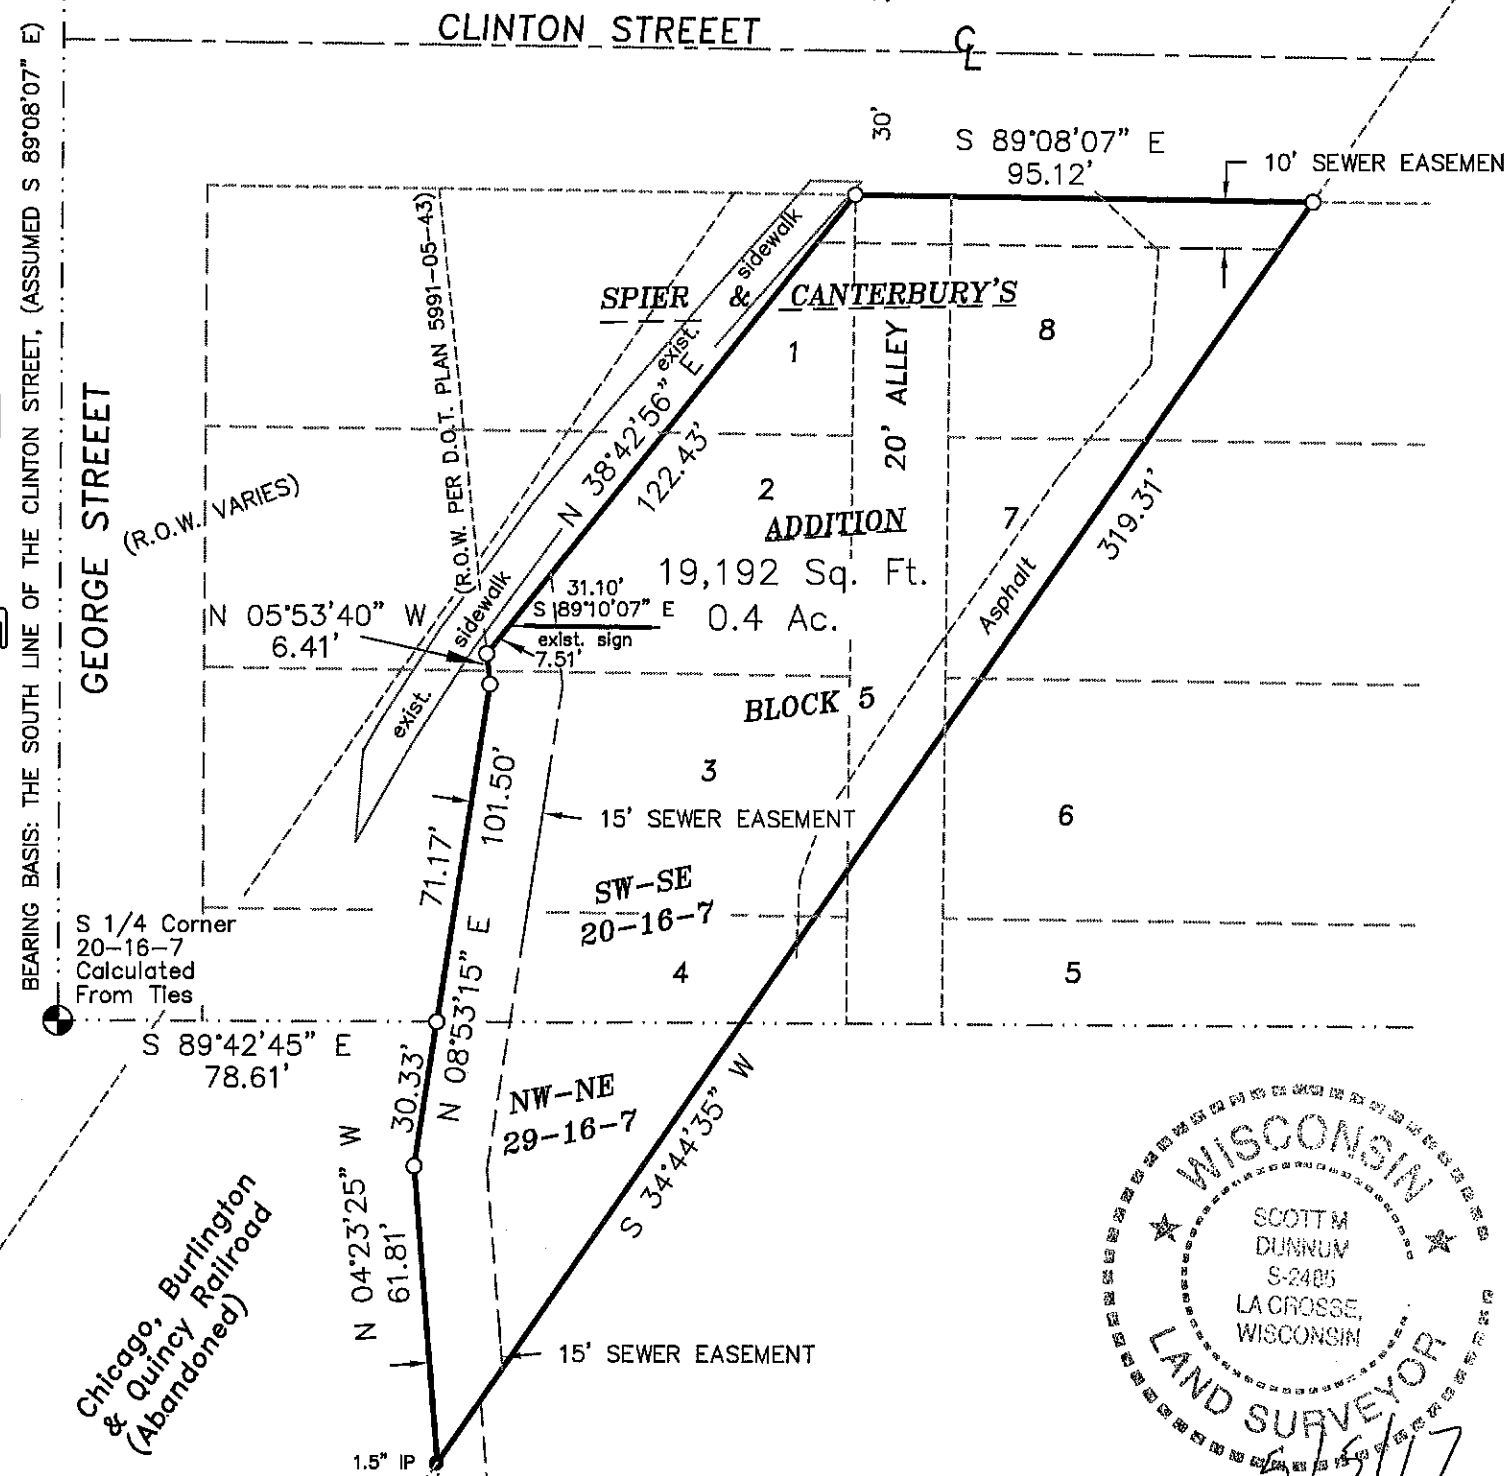 CLINTON STREEET
C L
BEARING BASIS: THE SOUTH LINE OF THE CLINTON STREET, (ASSUMED S 89°08'07" E)
30'
S 89°08'07" E
95.12'
10' SEWER EASEMEN
(R.O.W. PER D.O.T. PLAN 5991-05-43)
exist. sidewalk
SPIER & CANTERBURY'S
1
20' ALLEY
8
GEORGE STREEET
(R.O.W. VARIES)
N 38°42'56" E
122.43'
2
ADDITION
7
319.31'
19,192 Sq. Ft.
0.4 Ac.
Asphalt
31.10'
S 89°10'07" E
exist. sign
7.51'
N 05°53'40" W
6.41'
exist. sidewalk
BLOCK 5
3
71.17'
101.50'
15' SEWER EASEMENT
6
SW-SE
20-16-7
S 1/4 Corner
20-16-7
Calculated
From Ties
4
5
N 08°53'15" E
S 89°42'45" E
78.61'
30.33'
NW-NE
29-16-7
S 34°44'35" W
N 04°23'25" W
61.81'
Chicago, Burlington
& Quincy Railroad
(Abandoned)
15' SEWER EASEMENT
1.5" IP
WISCONSIN
SCOTT M
DUNNUM
S-2485
LA CROSSE,
WISCONSIN
LAND SURVEYOR
5/5/17